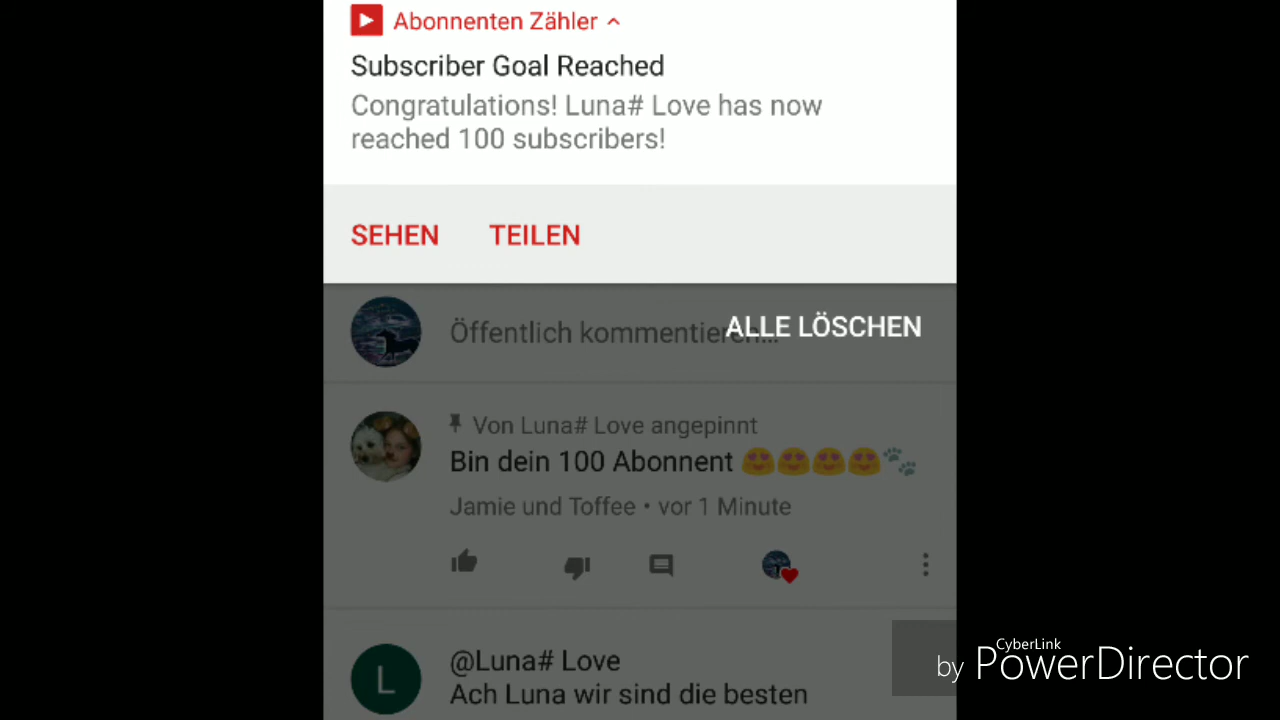 Abonnenten Zähler
Subscriber Goal Reached
Congratulations! Luna# Love has now
reached 100 subscribers!
SEHEN TEILEN
Öffentlich kommentieren...
ALLE LÖSCHEN
Von Luna# Love angepinnt
Bin dein 100 Abonnent 😍😍😍😍🐾
Jamie und Toffee • vor 1 Minute
L
@Luna# Love
Ach Luna wir sind die besten
CyberLink
by PowerDirector